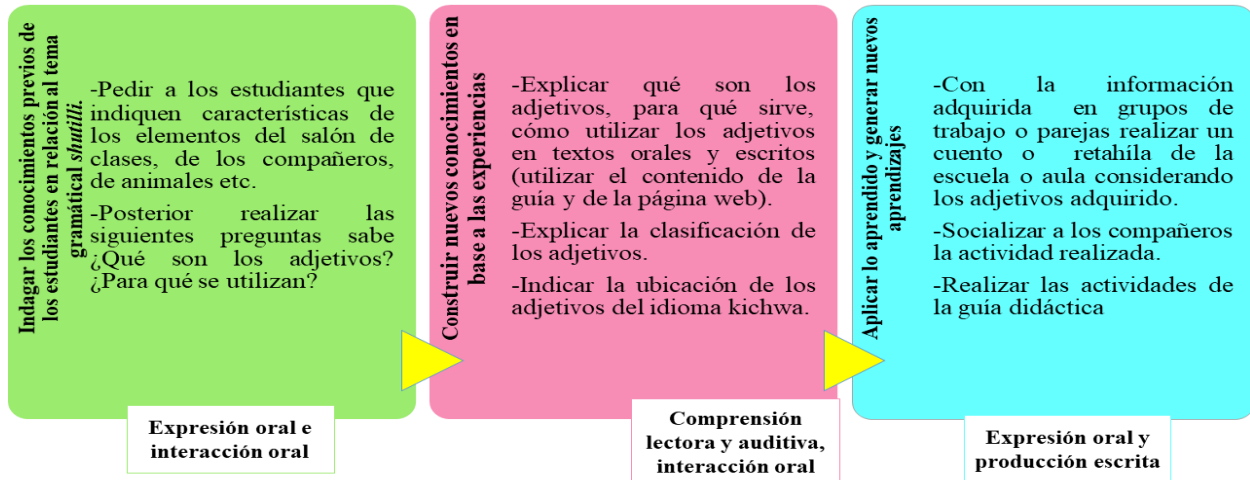 Indagar los conocimientos previos de
los estudiantes en relación al tema
gramátical shutilli.
-Pedir a los estudiantes que
indiquen características de
los elementos del salón de
clases, de los compañeros,
de animales etc.
-Posterior realizar las
siguientes preguntas sabe
¿Qué son los adjetivos?
¿Para qué se utilizan?
Expresión oral e
interacción oral
Construir nuevos conocimientos en
base a las experiencias
-Explicar qué son los
adjetivos, para qué sirve,
cómo utilizar los adjetivos
en textos orales y escritos
(utilizar el contenido de la
guía y de la página web).
-Explicar la clasificación de
los adjetivos.
-Indicar la ubicación de los
adjetivos del idioma kichwa.
Comprensión
lectora y auditiva,
interacción oral
Aplicar lo aprendido y generar nuevos
aprendizajes
-Con la información
adquirida en grupos de
trabajo o parejas realizar un
cuento o retahíla de la
escuela o aula considerando
los adjetivos adquirido.
-Socializar a los compañeros
la actividad realizada.
-Realizar las actividades de
la guía didáctica
Expresión oral y
producción escrita